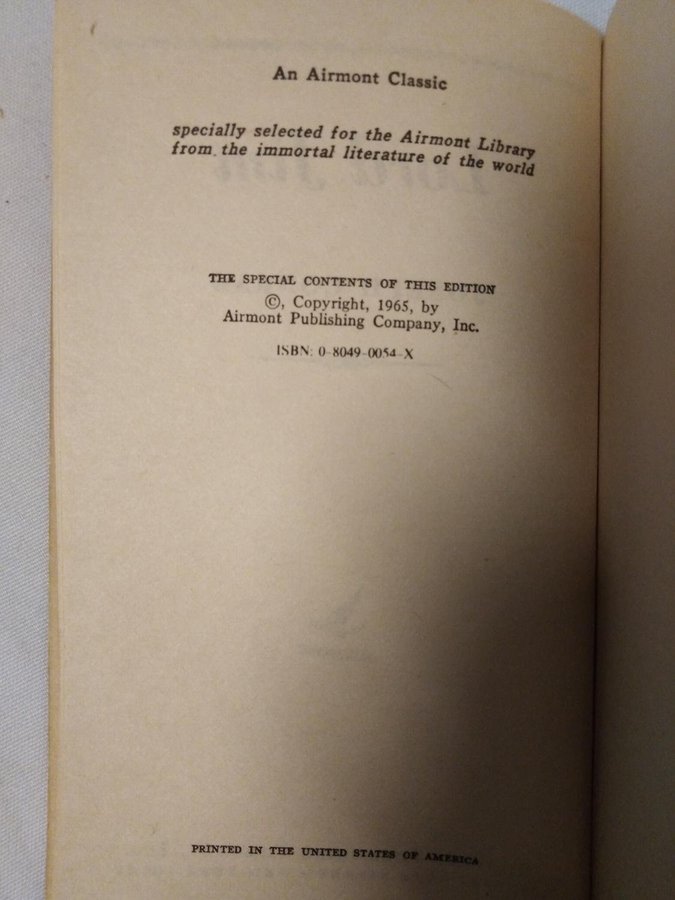 An Airmont Classic
specially selected for the Airmont Library
from the immortal literature of the world
THE SPECIAL CONTENTS OF THIS EDITION
©, Copyright, 1965, by
Airmont Publishing Company, Inc.
ISBN: 0-8049-0054-X
PRINTED IN THE UNITED STATES OF AMERICA